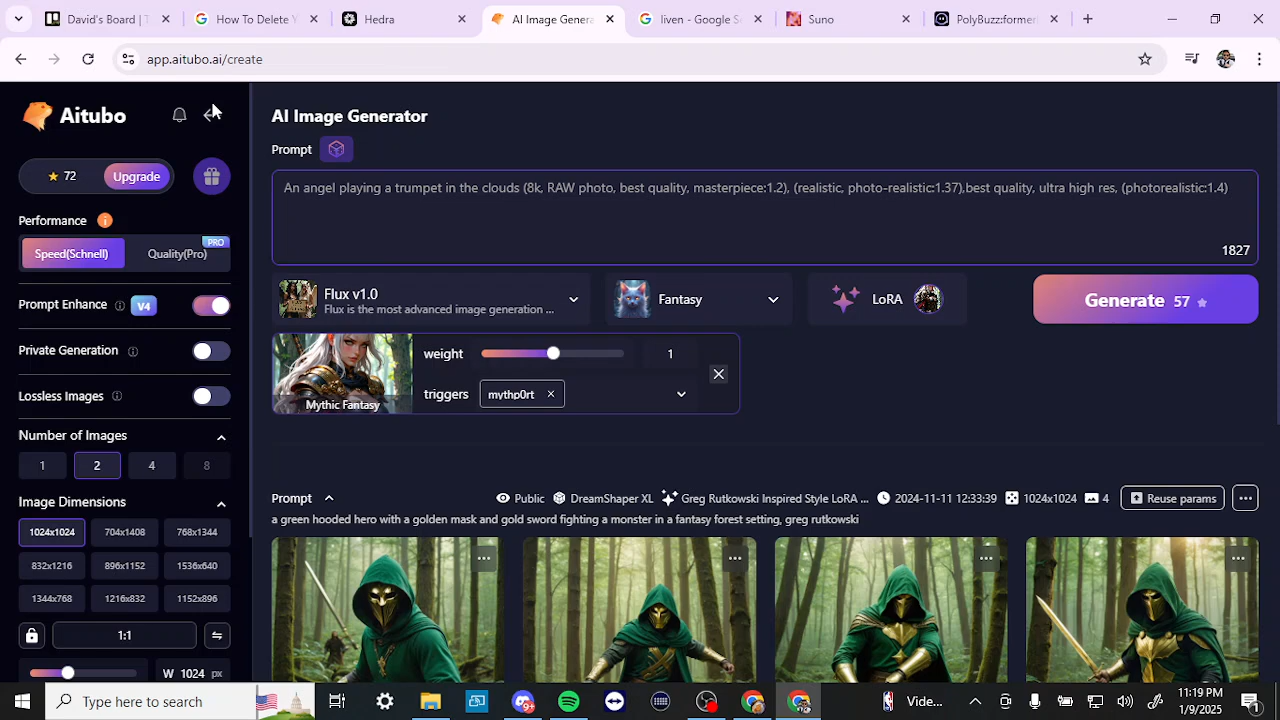 David's Board | T
How To Delete Y
Hedra
AI Image Genera
liven - Google S
Suno
PolyBuzz:former
app.aitubo.ai/create
Aitubo
72
Upgrade
Performance
PRO
Speed(Schnell)
Quality(Pro)
Prompt Enhance
V4
Private Generation
Lossless Images
Number of Images
1
2
4
8
Image Dimensions
1024x1024
704x1408
768x1344
832x1216
896x1152
1536x640
1344x768
1216x832
1152x896
1:1
W 1024 px
AI Image Generator
Prompt
An angel playing a trumpet in the clouds (8k, RAW photo, best quality, masterpiece:1.2), (realistic, photo-realistic:1.37),best quality, ultra high res, (photorealistic:1.4)
1827
Flux v1.0
Flux is the most advanced image generation ...
Fantasy
LoRA
Generate 57
Mythic Fantasy
weight
1
triggers
mythp0rt
Prompt
Public
DreamShaper XL
Greg Rutkowski Inspired Style LoRA ...
2024-11-11 12:33:39
1024x1024
4
Reuse params
a green hooded hero with a golden mask and gold sword fighting a monster in a fantasy forest setting, greg rutkowski
Type here to search
9+
Vide...
1:19 PM
1/9/2025
1